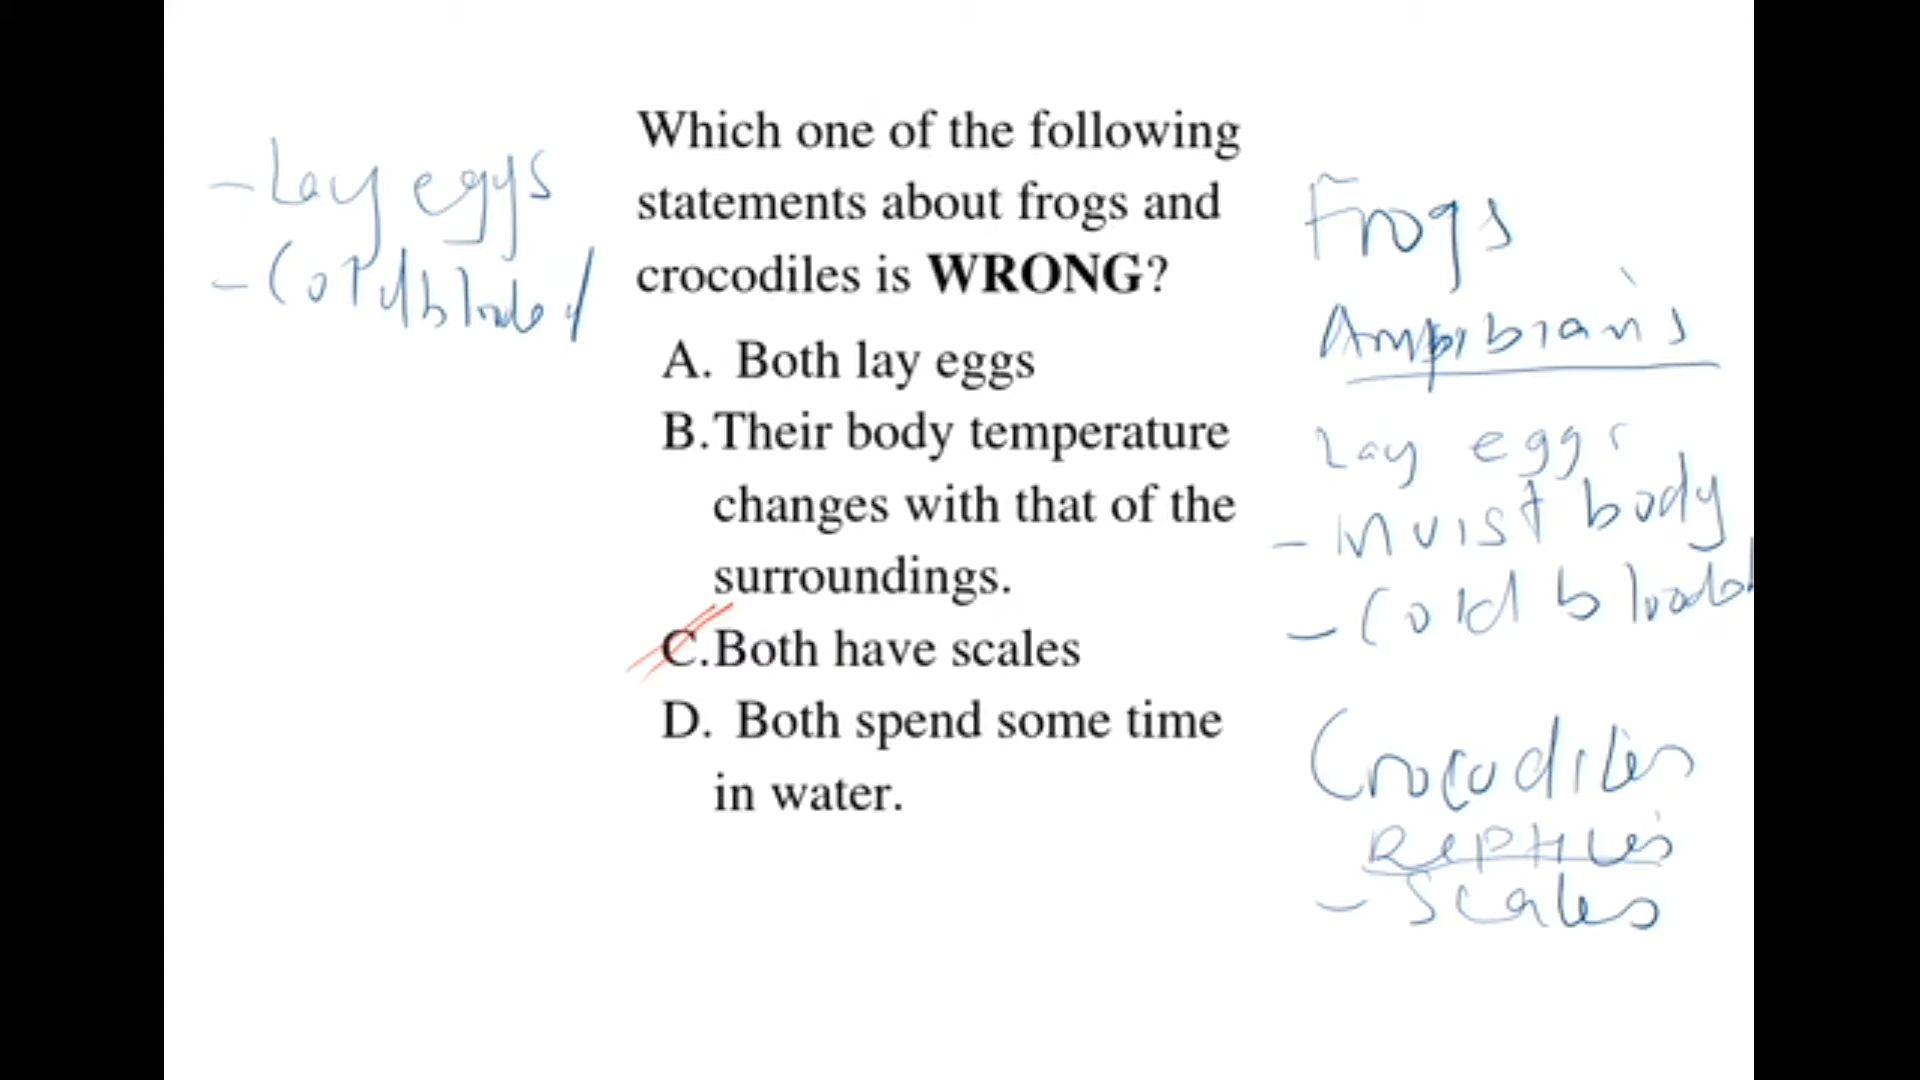 - Lay eggs
- Cold blooded
Which one of the following
statements about frogs and
crocodiles is WRONG?
A. Both lay eggs
B. Their body temperature
changes with that of the
surroundings.
C. Both have scales
D. Both spend some time
in water.
Frogs
Lay eggs
- moist body
- Cold blooded
Crocodiles
Reptiles
- Scales